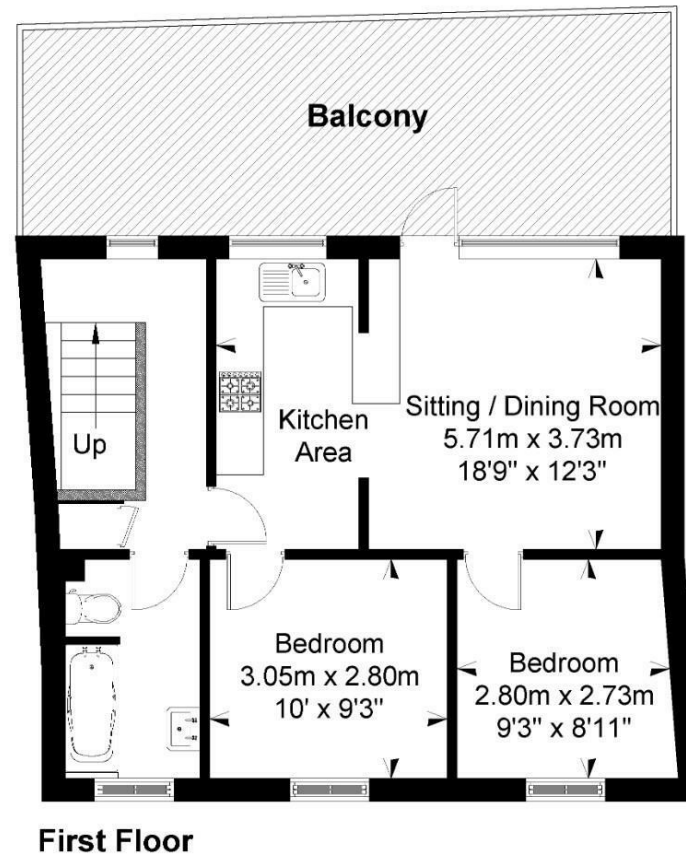 Balcony
Up
Kitchen
Area
Sitting / Dining Room
5.71m x 3.73m
18'9" x 12'3"
Bedroom
3.05m x 2.80m
10' x 9'3"
Bedroom
2.80m x 2.73m
9'3" x 8'11"
First Floor